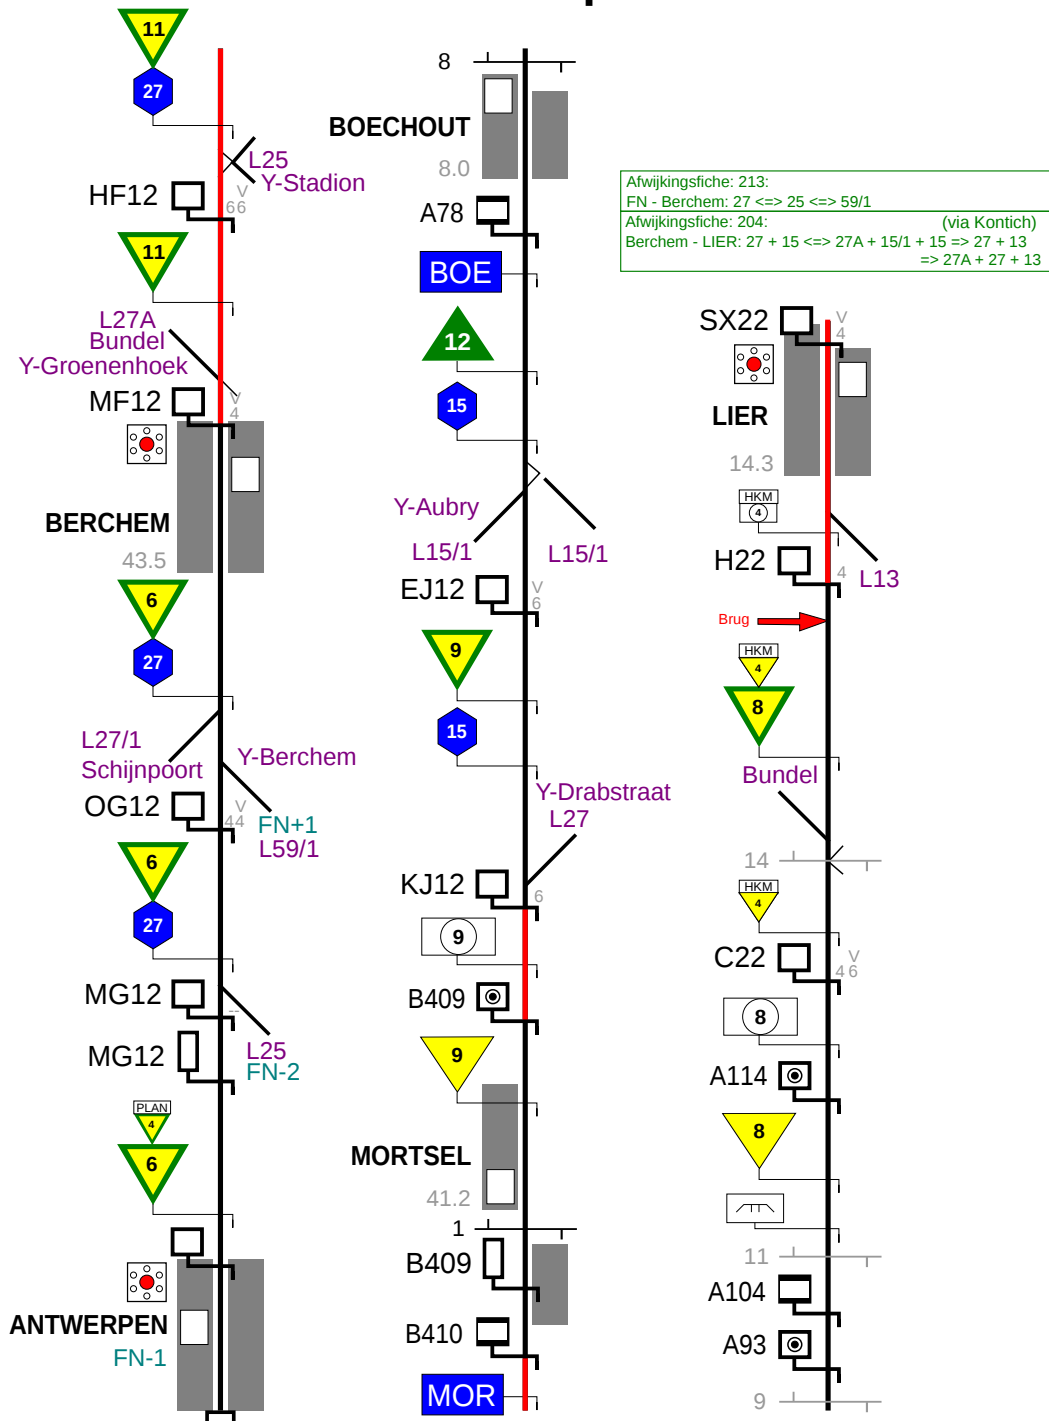 11
27
L25
Y-Stadion
HF12
V
66
11
L27A
Bundel
Y-Groenenhoek
MF12
V
4
BERCHEM
43.5
6
27
L27/1
Schijnpoort
Y-Berchem
OG12
V
44
FN+1
L59/1
6
27
MG12
--
MG12
L25
FN-2
PLAN
4
6
ANTWERPEN
FN-1
8
BOECHOUT
8.0
A78
BOE
12
15
Y-Aubry
L15/1
L15/1
EJ12
V
6
9
15
Y-Drabstraat
L27
KJ12
6
9
B409
9
MORTSEL
41.2
1
B409
B410
MOR
Afwijkingsfiche: 213:
FN - Berchem: 27 <=> 25 <=> 59/1
Afwijkingsfiche: 204: (via Kontich)
Berchem - LIER: 27 + 15 <=> 27A + 15/1 + 15 => 27 + 13
=> 27A + 27 + 13
SX22
V
4
LIER
14.3
HKM
4
H22
4
L13
Brug
HKM
4
8
Bundel
14
HKM
4
C22
V
4 6
8
A114
8
11
A104
A93
9